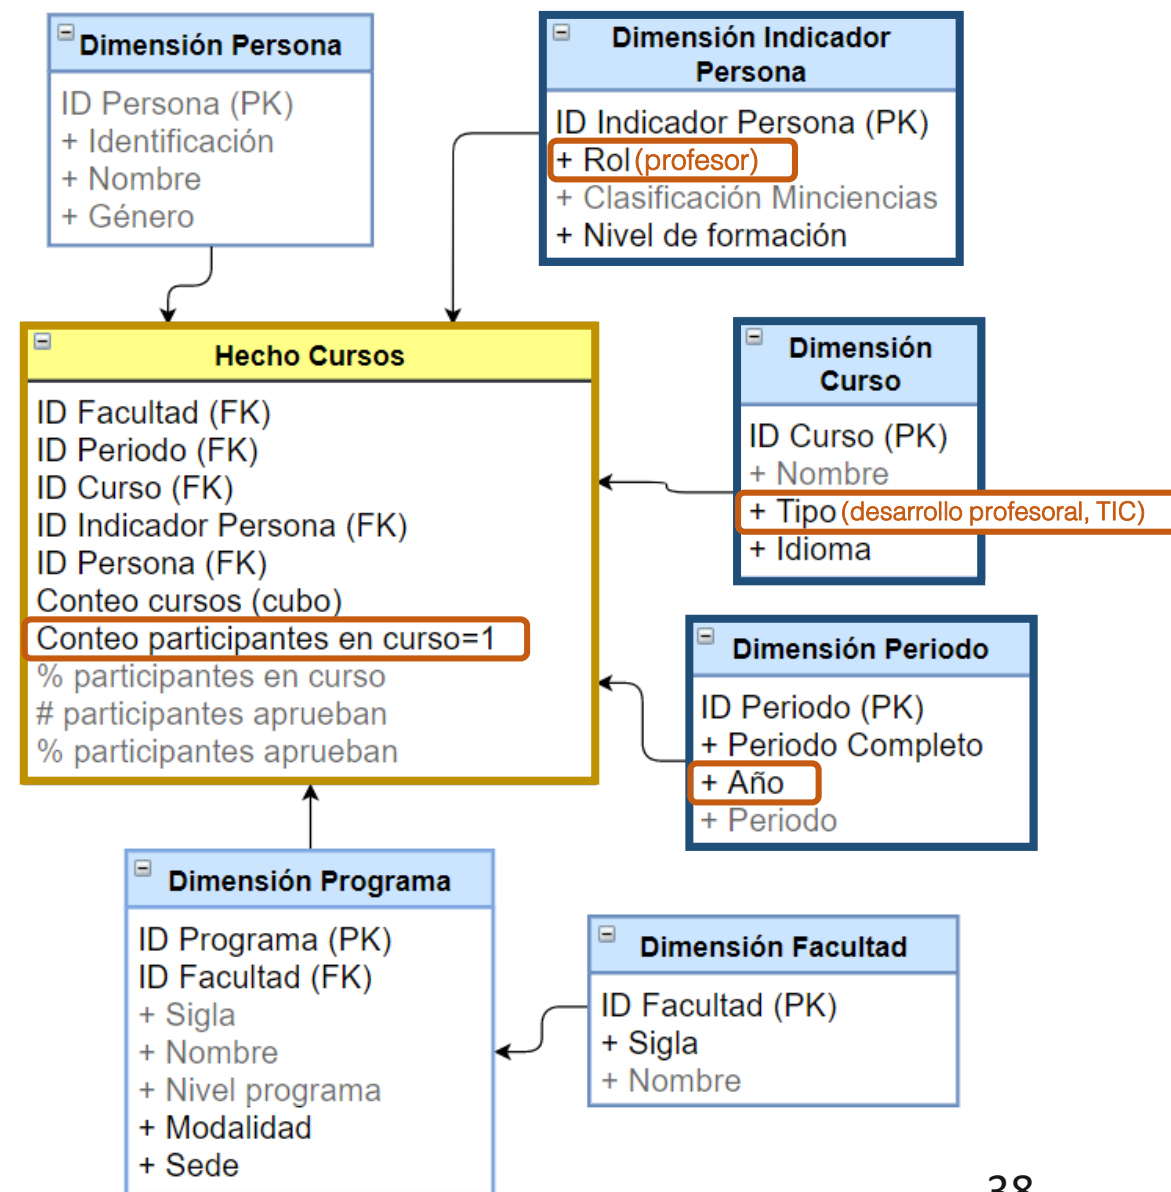 Dimensión Persona
ID Persona (PK)
+ Identificación
+ Nombre
+ Género
Dimensión Indicador
Persona
ID Indicador Persona (PK)
+ Rol (profesor)
+ Clasificación Minciencias
+ Nivel de formación
Hecho Cursos
ID Facultad (FK)
ID Periodo (FK)
ID Curso (FK)
ID Indicador Persona (FK)
ID Persona (FK)
Conteo cursos (cubo)
Conteo participantes en curso=1
% participantes en curso
# participantes aprueban
% participantes aprueban
Dimensión
Curso
ID Curso (PK)
+ Nombre
+ Tipo (desarrollo profesoral, TIC)
+ Idioma
Dimensión Periodo
ID Periodo (PK)
+ Periodo Completo
+ Año
+ Periodo
Dimensión Programa
ID Programa (PK)
ID Facultad (FK)
+ Sigla
+ Nombre
+ Nivel programa
+ Modalidad
+ Sede
Dimensión Facultad
ID Facultad (PK)
+ Sigla
+ Nombre
38